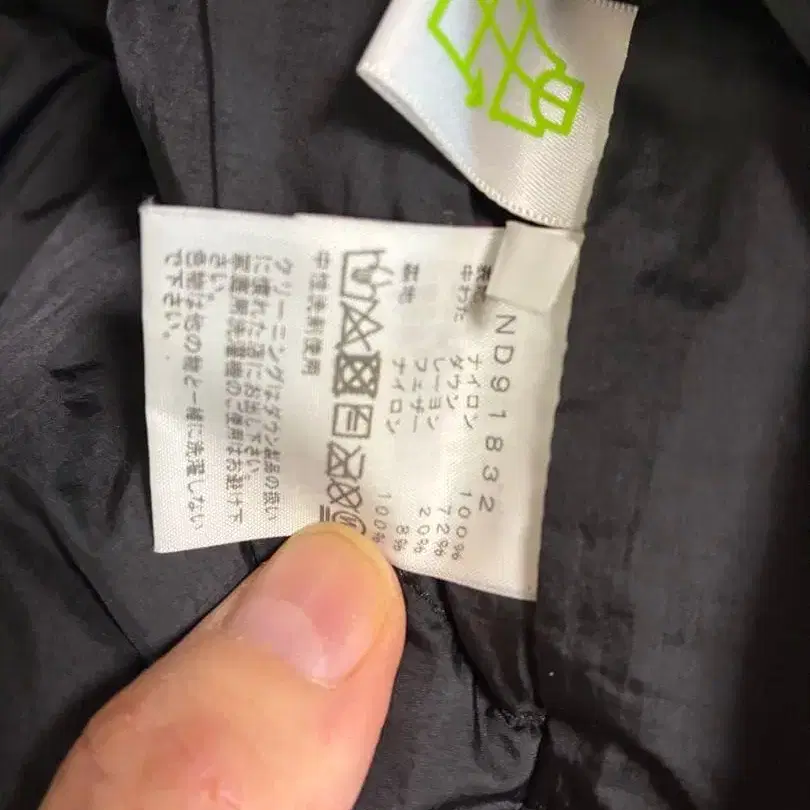 ND91832
表地 ナイロン 100%
中わた ダウン 72%
レーヨン 20%
フェザー 8%
裏地 ナイロン 100%
中性洗剤使用
クリーニングはダウン製品の扱い
に慣れた店にお出し下さい。
家庭用洗濯機のご使用はお避け下
さい。
色物は他の物と一緒に洗濯しない
で下さい。